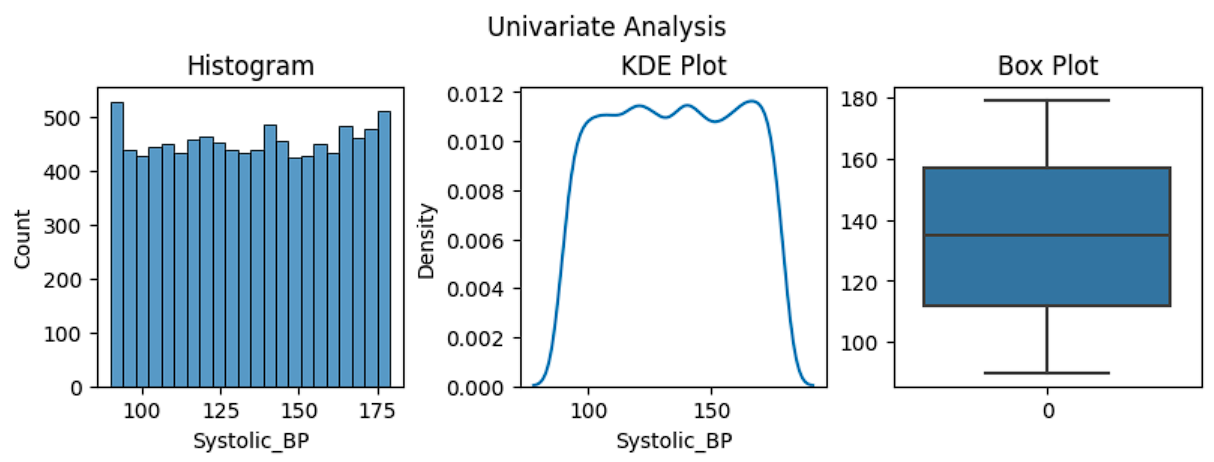 Univariate Analysis
Histogram
500
400
300
200
100
0
Count
100 125 150 175
Systolic_BP
KDE Plot
0.012
0.010
0.008
0.006
0.004
0.002
0.000
Density
100 150
Systolic_BP
Box Plot
180
160
140
120
100
0